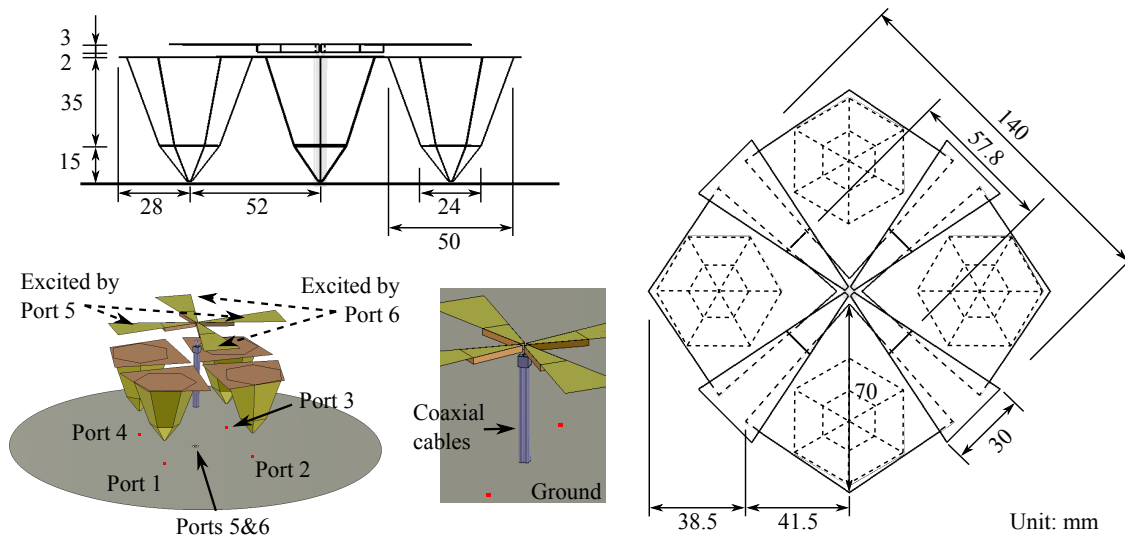 3
2
35
15
28
52
24
50
140
57.8
70
30
38.5
41.5
Unit: mm
Excited by
Port 5
Excited by
Port 6
Port 4
Port 3
Port 1
Port 2
Ports 5&6
Coaxial
cables
Ground